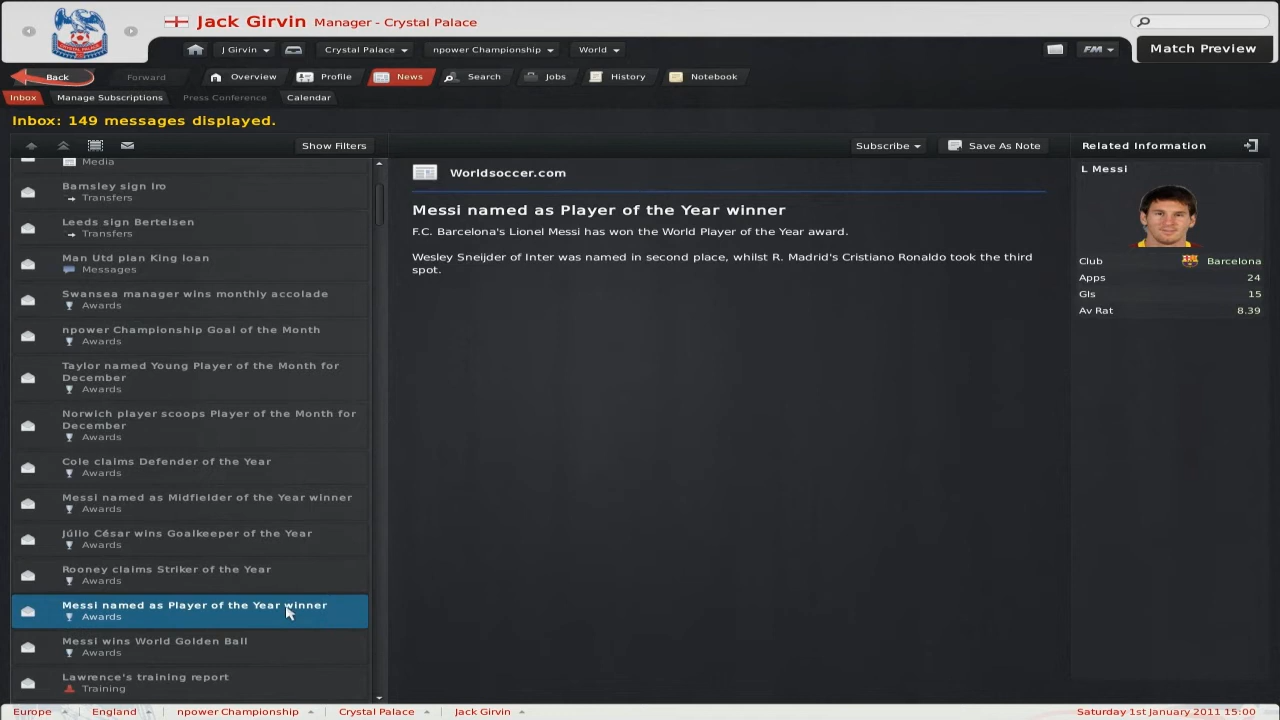 Jack Girvin Manager - Crystal Palace
CRYSTAL PALACE
J Girvin Crystal Palace npower Championship World FM Match Preview
Back Forward Overview Profile News Search Jobs History Notebook
Inbox Manage Subscriptions Press Conference Calendar
Inbox: 149 messages displayed.
Show Filters Subscribe Save As Note Related Information
Media
Barnsley sign Iro
Transfers
Leeds sign Bertelsen
Transfers
Man Utd plan King loan
Messages
Swansea manager wins monthly accolade
Awards
npower Championship Goal of the Month
Awards
Taylor named Young Player of the Month for
December
Awards
Norwich player scoops Player of the Month for
December
Awards
Cole claims Defender of the Year
Awards
Messi named as Midfielder of the Year winner
Awards
Júlio César wins Goalkeeper of the Year
Awards
Rooney claims Striker of the Year
Awards
Messi named as Player of the Year winner
Awards
Messi wins World Golden Ball
Awards
Lawrence's training report
Training
Worldsoccer.com
Messi named as Player of the Year winner
F.C. Barcelona's Lionel Messi has won the World Player of the Year award.
Wesley Sneijder of Inter was named in second place, whilst R. Madrid's Cristiano Ronaldo took the third
spot.
L Messi
Club Barcelona
Apps 24
Gls 15
Av Rat 8.39
Europe England npower Championship Crystal Palace Jack Girvin Saturday 1st January 2011 15:00